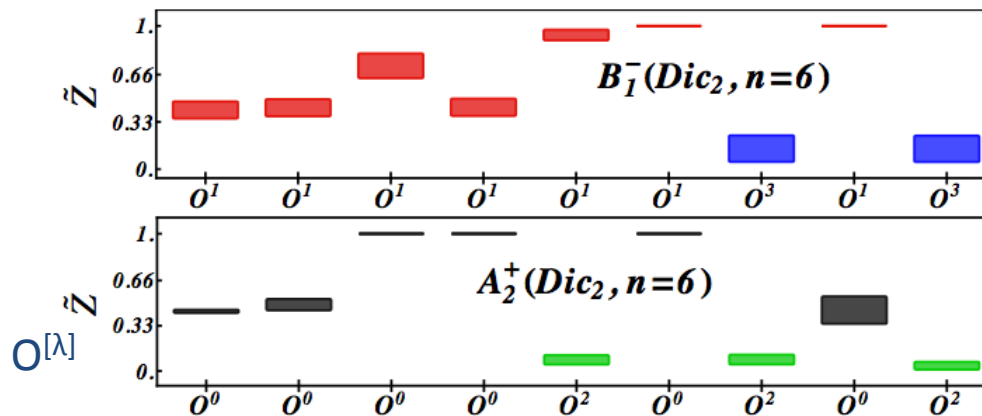 1.
0.66
0.33
0.
Z̃
B₁⁻(Dic₂, n=6)
O¹ O¹ O¹ O¹ O¹ O¹ O³ O¹ O³
1.
0.66
0.33
0.
Z̃
A₂⁺(Dic₂, n=6)
O^[λ]
O⁰ O⁰ O⁰ O⁰ O² O⁰ O² O⁰ O²